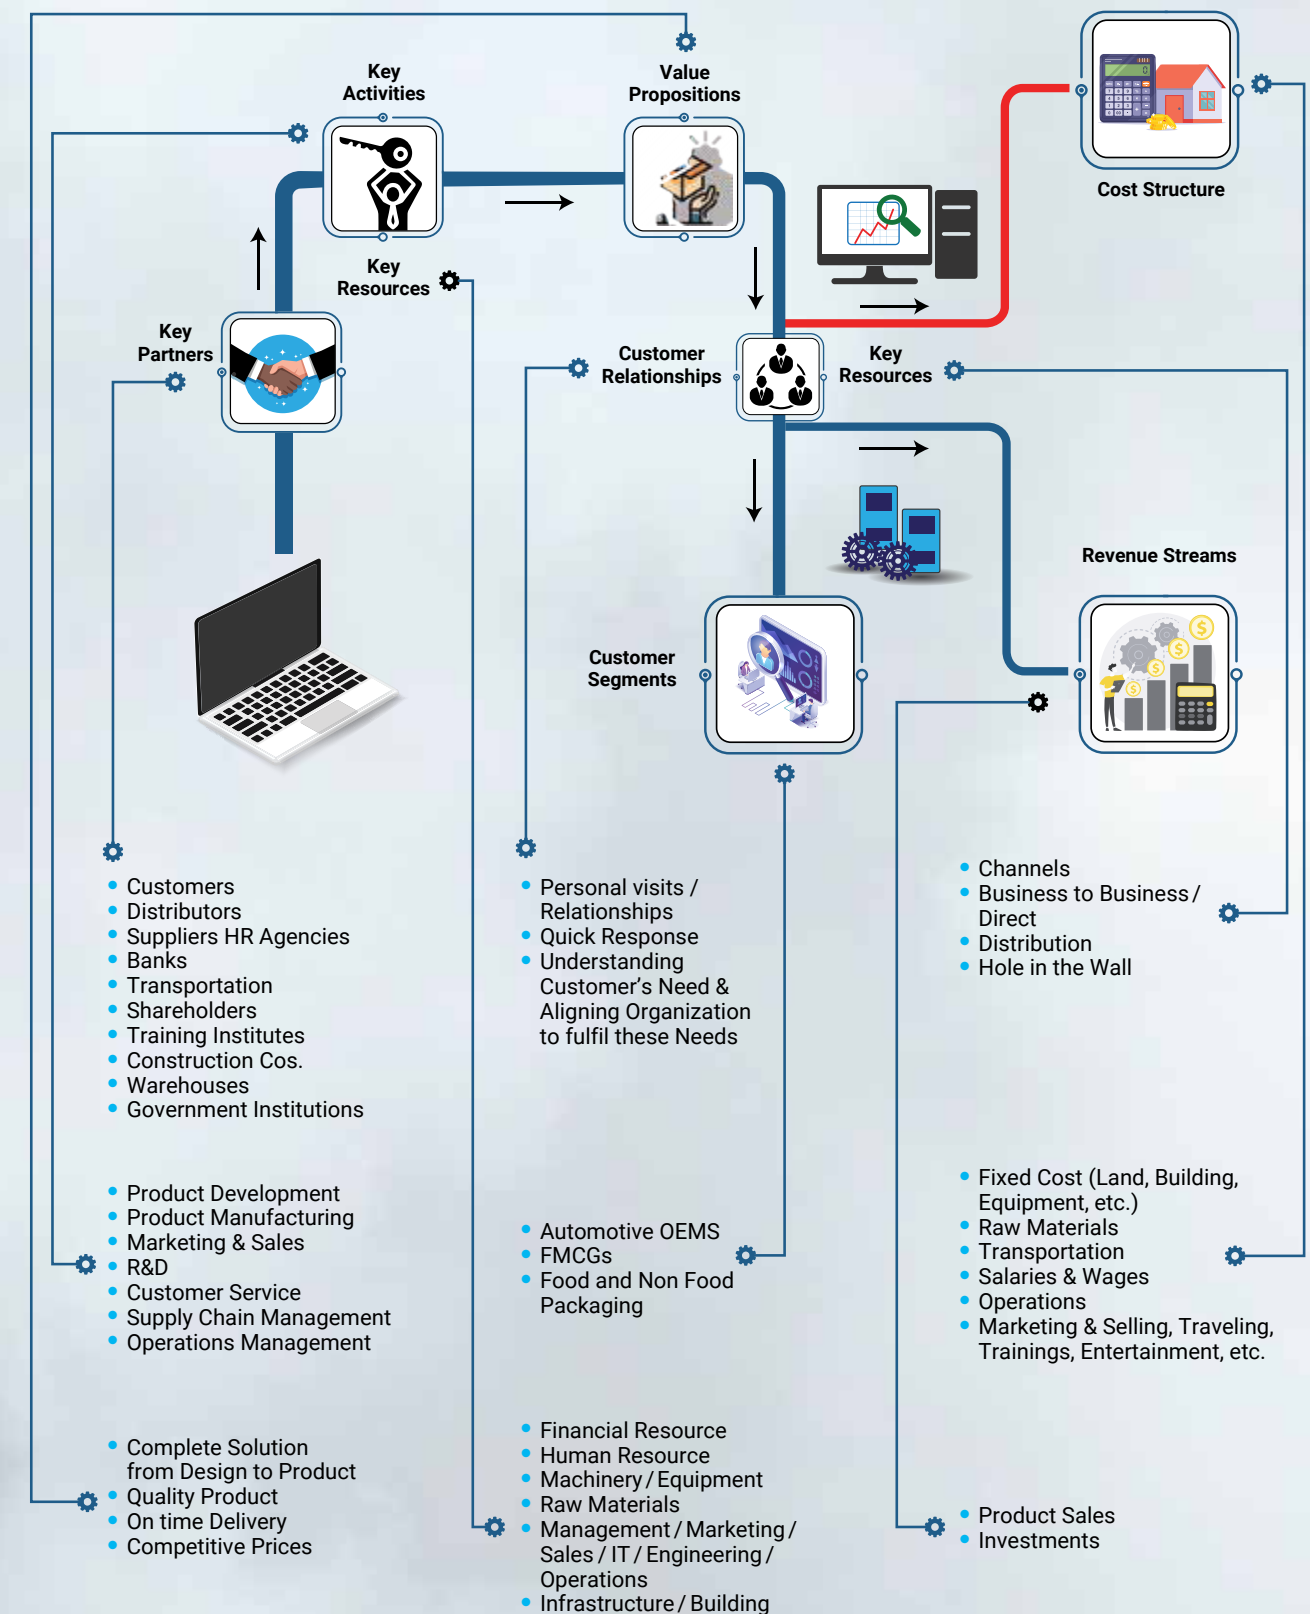 Key
Activities
Value
Propositions
Cost Structure
Key
Resources
Key
Partners
Customer
Relationships
Key
Resources
Revenue Streams
Customer
Segments
Customers
Distributors
Suppliers HR Agencies
Banks
Transportation
Shareholders
Training Institutes
Construction Cos.
Warehouses
Government Institutions
Personal visits /
Relationships
Quick Response
Understanding
Customer's Need &
Aligning Organization
to fulfil these Needs
Channels
Business to Business /
Direct
Distribution
Hole in the Wall
Product Development
Product Manufacturing
Marketing & Sales
R&D
Customer Service
Supply Chain Management
Operations Management
Automotive OEMS
FMCGs
Food and Non Food
Packaging
Fixed Cost (Land, Building,
Equipment, etc.)
Raw Materials
Transportation
Salaries & Wages
Operations
Marketing & Selling, Traveling,
Trainings, Entertainment, etc.
Complete Solution
from Design to Product
Quality Product
On time Delivery
Competitive Prices
Financial Resource
Human Resource
Machinery / Equipment
Raw Materials
Management / Marketing /
Sales / IT / Engineering /
Operations
Infrastructure / Building
Product Sales
Investments